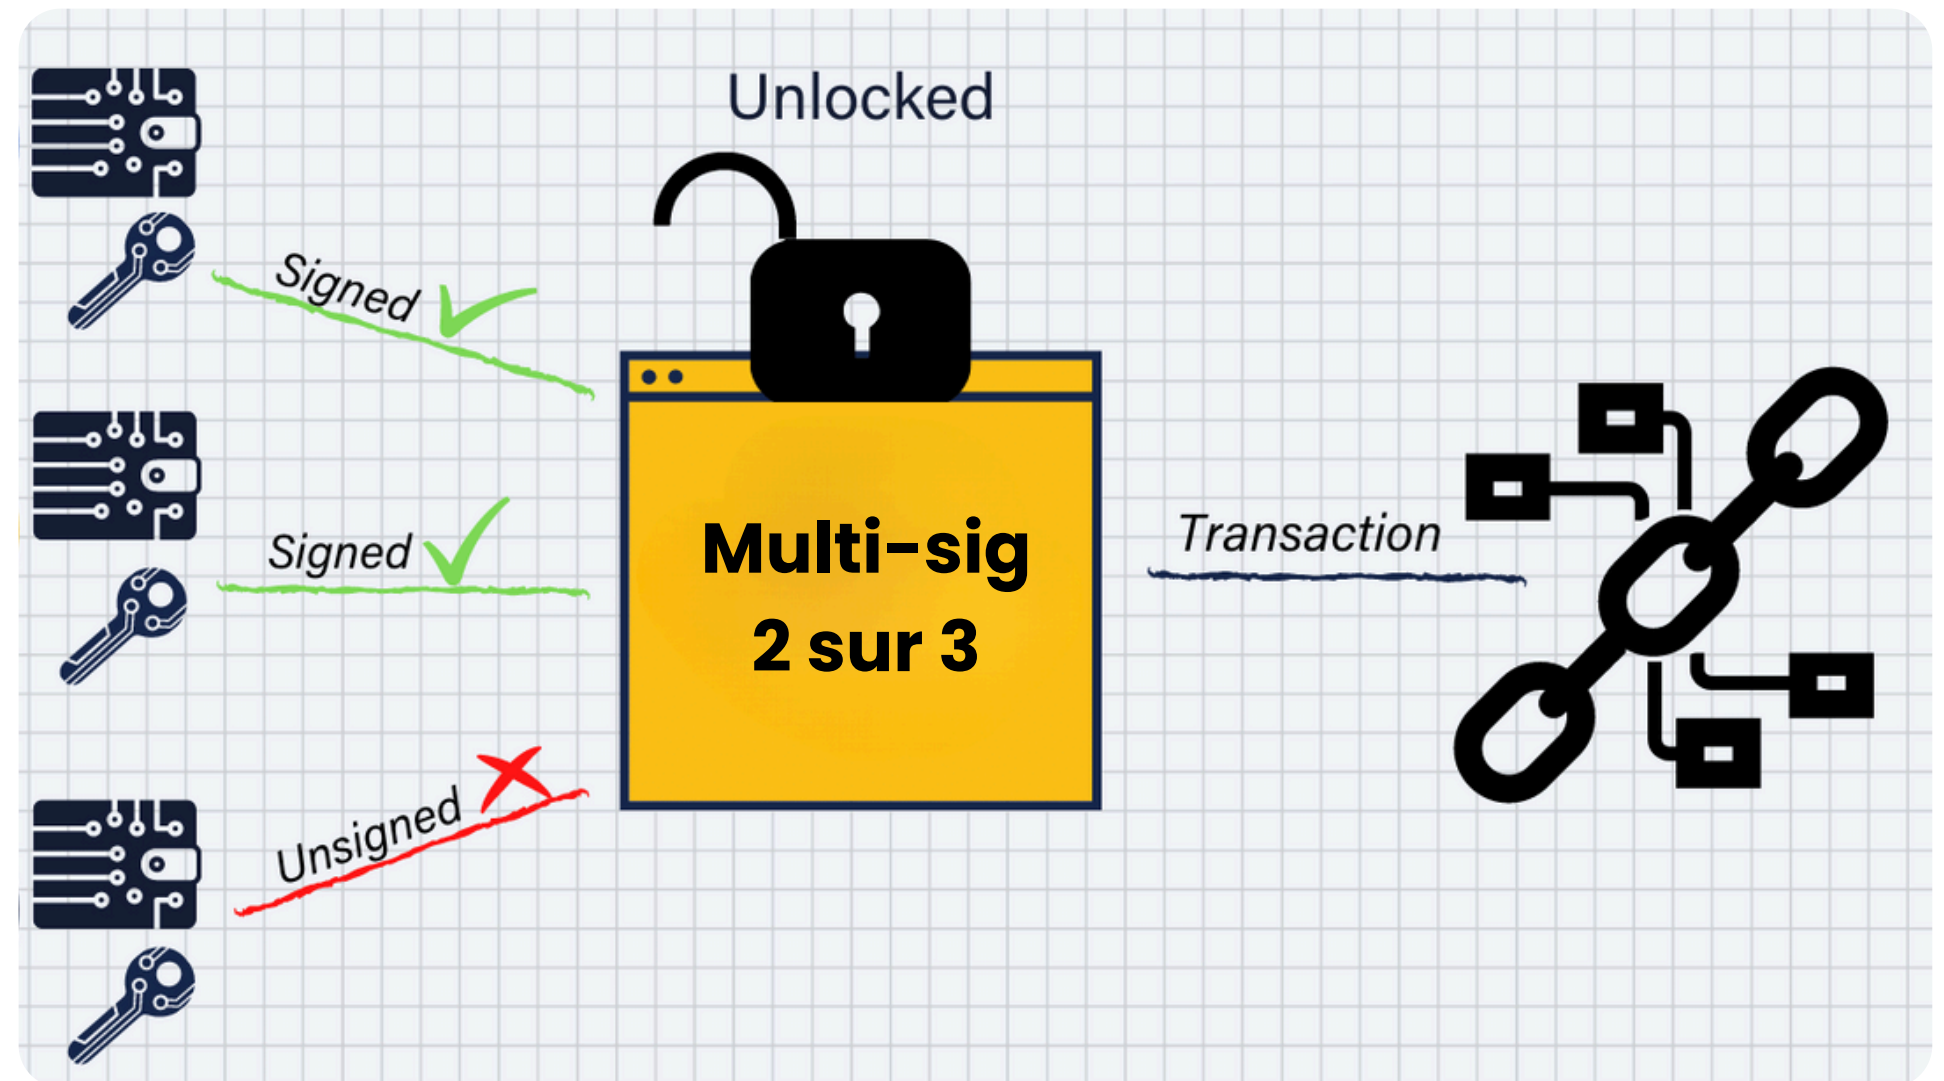 Unlocked
Signed
Signed
Unsigned
Multi-sig
2 sur 3
Transaction